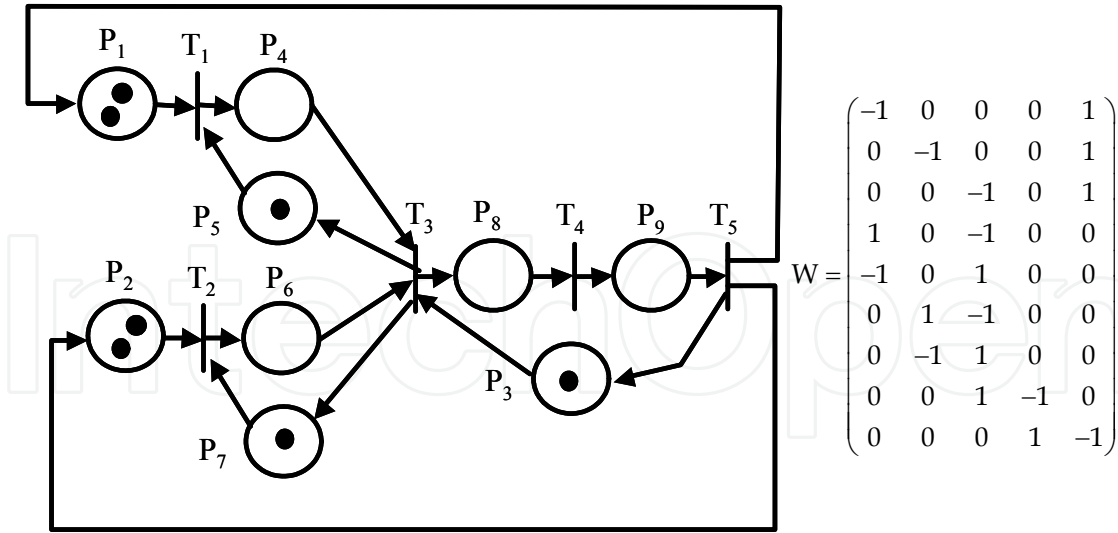 P1 T1 P4
P5
T3 P8 T4 P9 T5
P2 T2 P6
P3
P7
W =
−1 0 0 0 1
0 −1 0 0 1
0 0 −1 0 1
1 0 −1 0 0
−1 0 1 0 0
0 1 −1 0 0
0 −1 1 0 0
0 0 1 −1 0
0 0 0 1 −1
IntechOpen